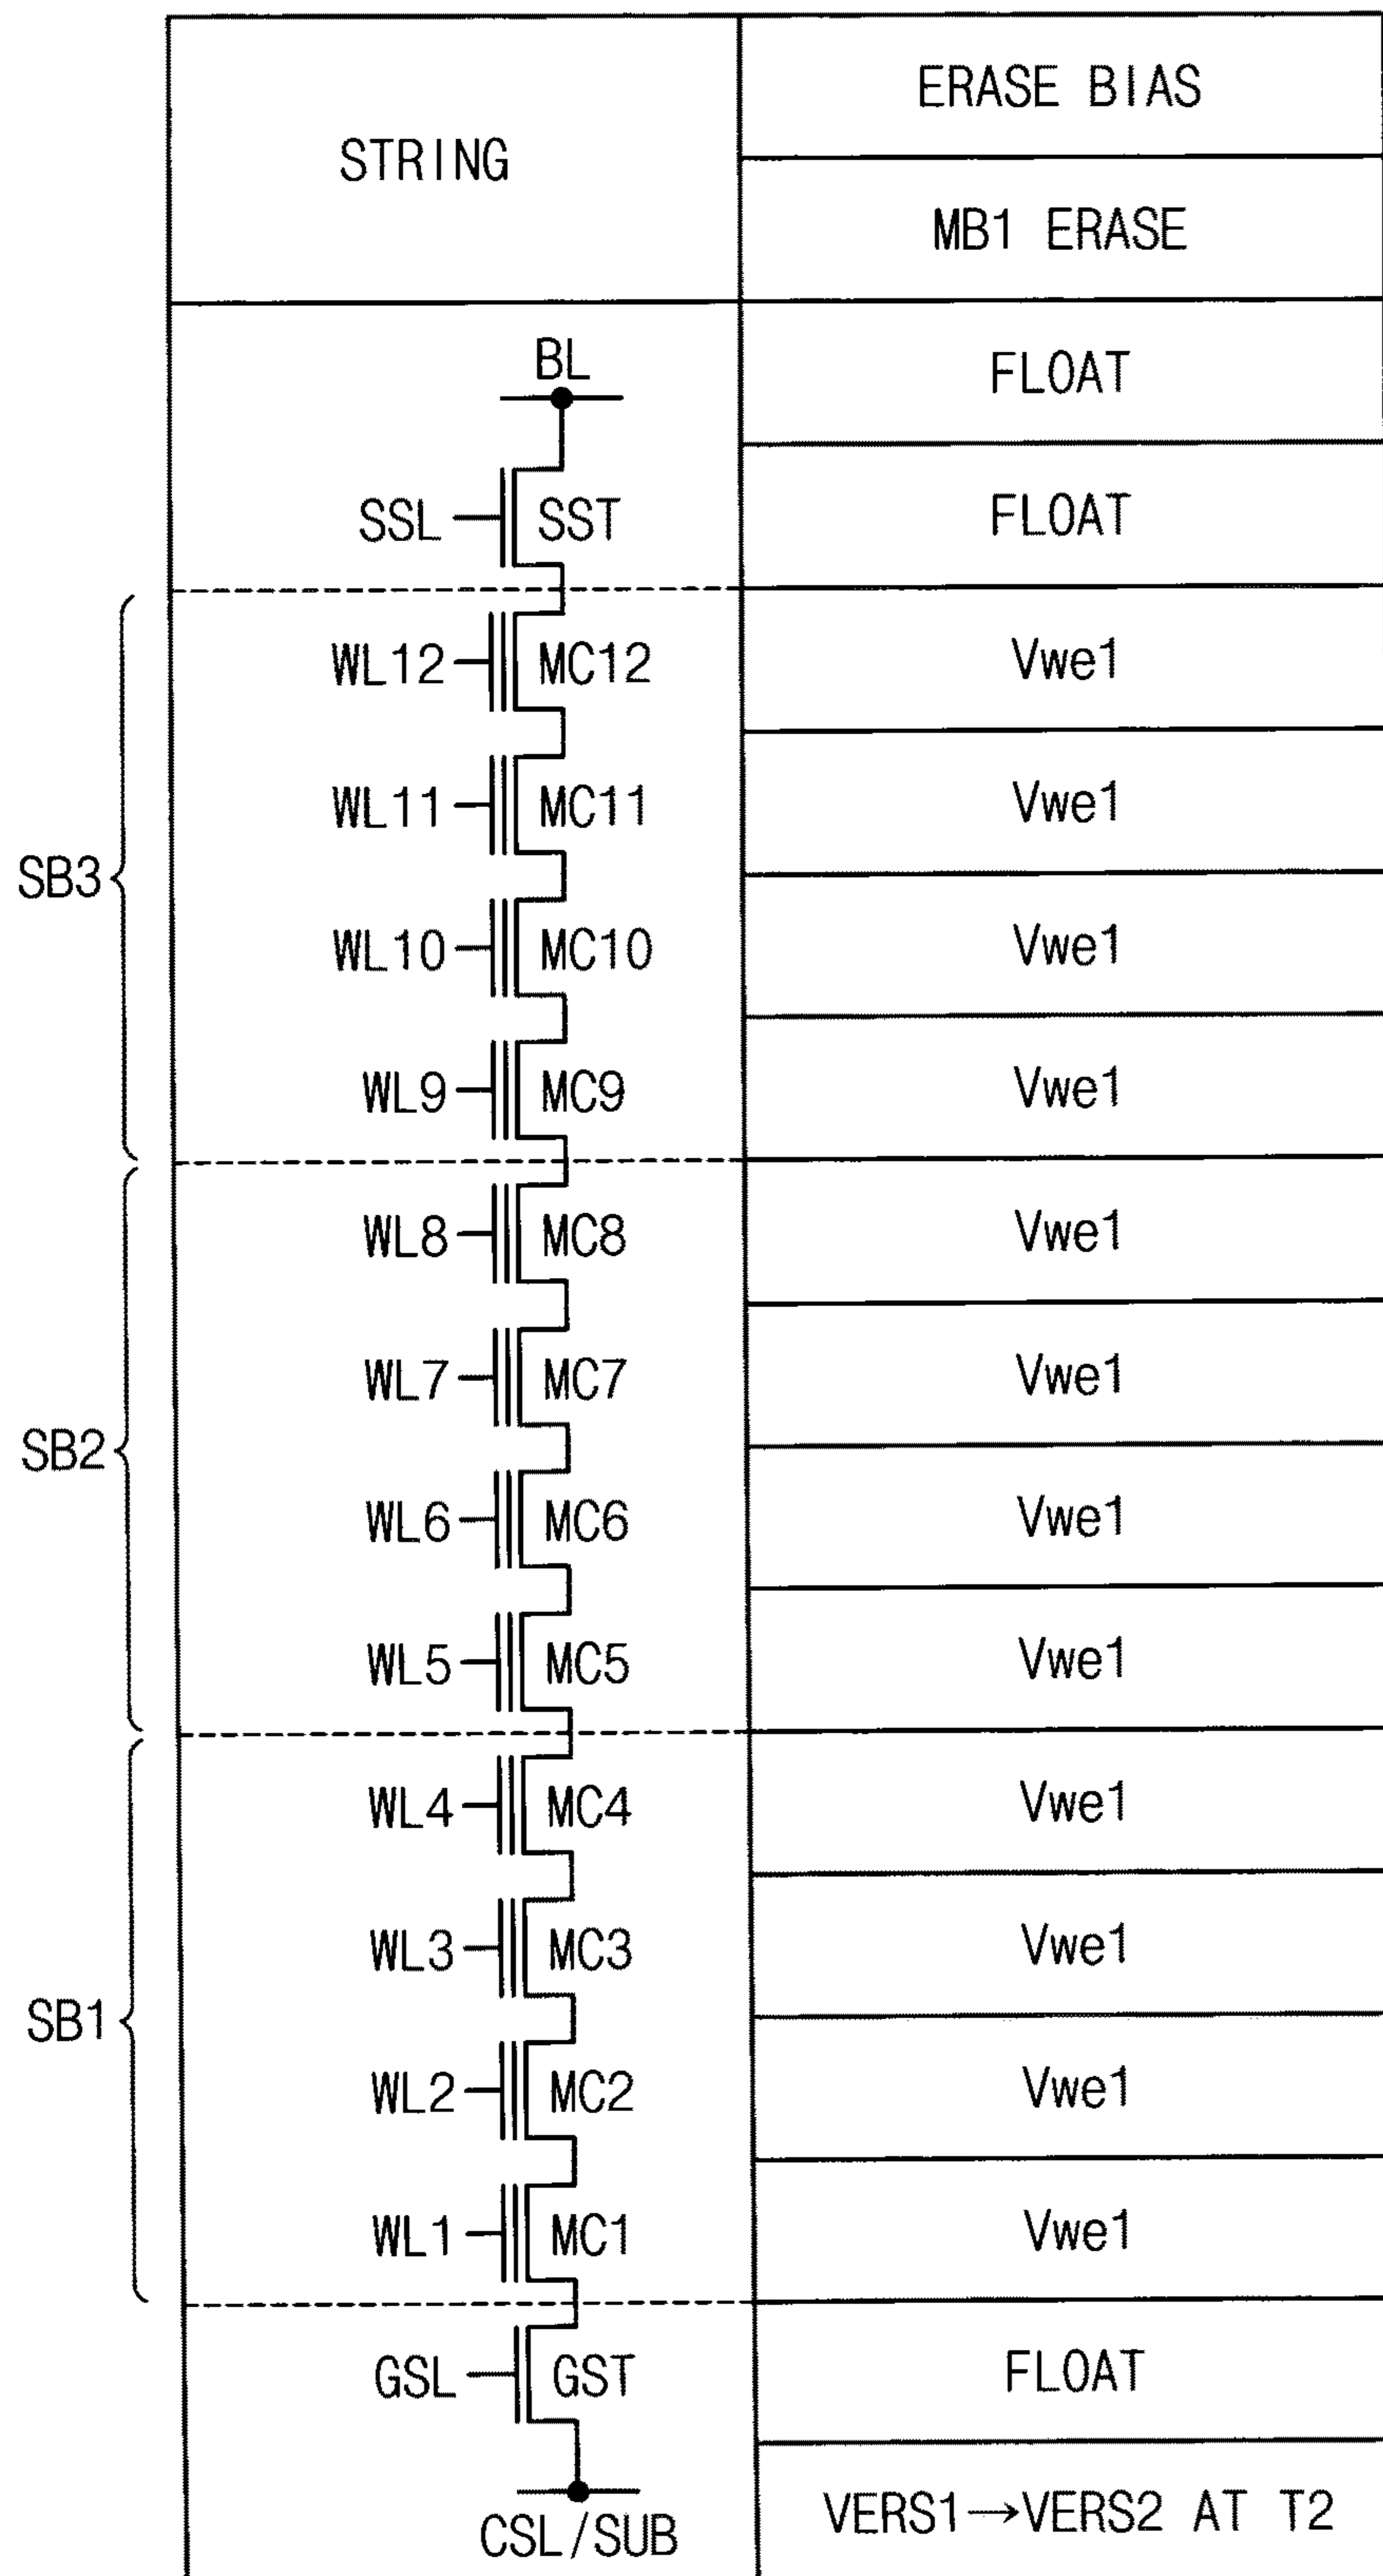 STRING
ERASE BIAS
MB1 ERASE
BL
FLOAT
SSL SST FLOAT
SB3
WL12 MC12 Vwe1
WL11 MC11 Vwe1
WL10 MC10 Vwe1
WL9 MC9 Vwe1
SB2
WL8 MC8 Vwe1
WL7 MC7 Vwe1
WL6 MC6 Vwe1
WL5 MC5 Vwe1
SB1
WL4 MC4 Vwe1
WL3 MC3 Vwe1
WL2 MC2 Vwe1
WL1 MC1 Vwe1
GSL GST FLOAT
CSL/SUB VERS1→VERS2 AT T2